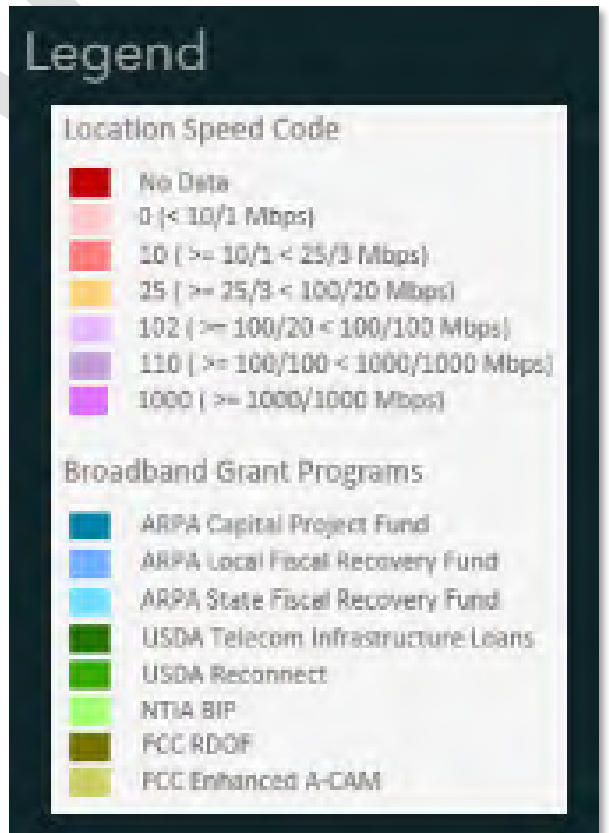 Legend
Location Speed Code
No Data
0 (< 10/1 Mbps)
10 ( >= 10/1 < 25/3 Mbps)
25 ( >= 25/3 < 100/20 Mbps)
102 ( >= 100/20 < 100/100 Mbps)
110 ( >= 100/100 < 1000/1000 Mbps)
1000 ( >= 1000/1000 Mbps)
Broadband Grant Programs
ARPA Capital Project Fund
ARPA Local Fiscal Recovery Fund
ARPA State Fiscal Recovery Fund
USDA Telecom Infrastructure Loans
USDA Reconnect
NTIA BIP
FCC RDOF
FCC Enhanced A-CAM